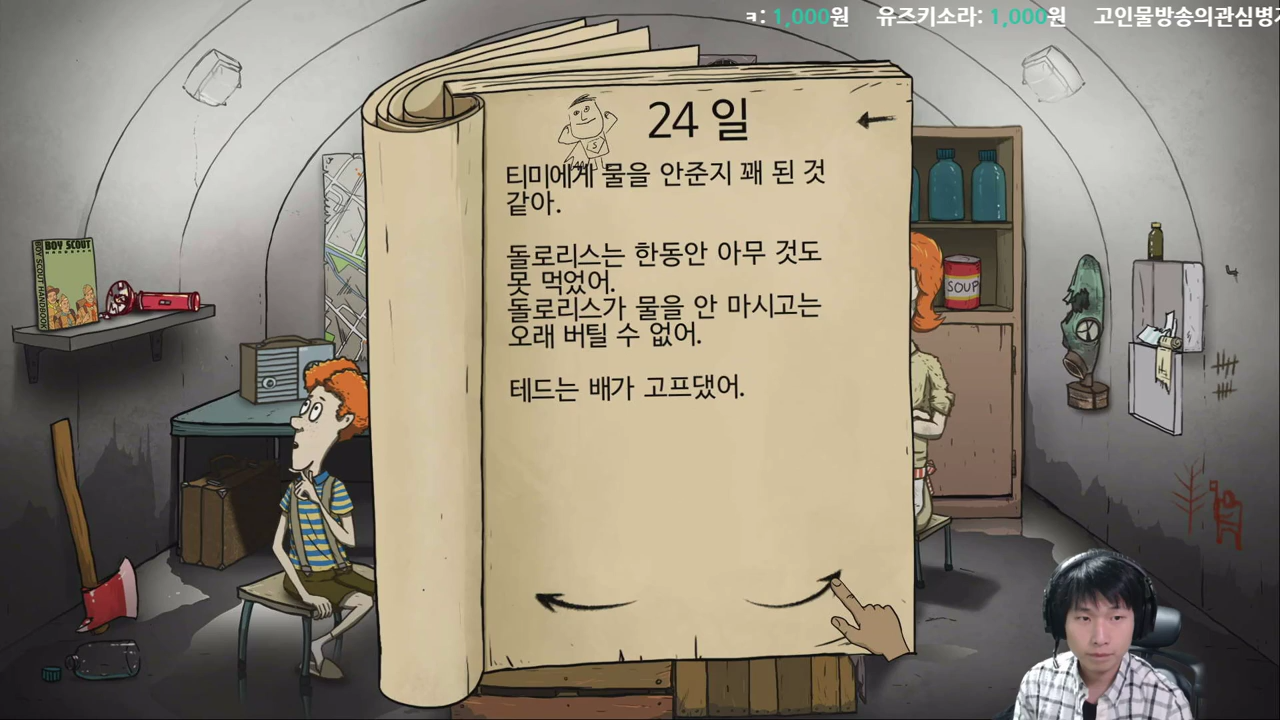 ㅋ: 1,000원 유즈키소라: 1,000원 고인물방송의관심병
24 일
티미에게 물을 안준지 꽤 된 것
같아.
돌로리스는 한동안 아무 것도
못 먹었어.
돌로리스가 물을 안 마시고는
오래 버틸 수 없어.
테드는 배가 고프댔어.
BOY SCOUT
BOY SCOUT HANDBOOK
SOUP
$